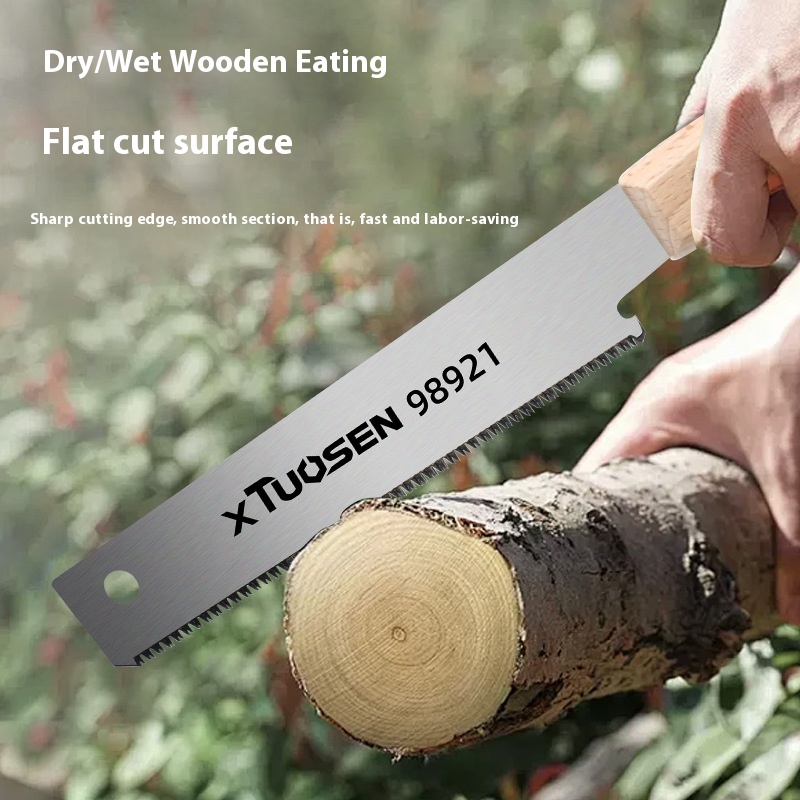 Dry/Wet Wooden Eating
Flat cut surface
Sharp cutting edge, smooth section, that is, fast and labor-saving
XTUOSEN 98921